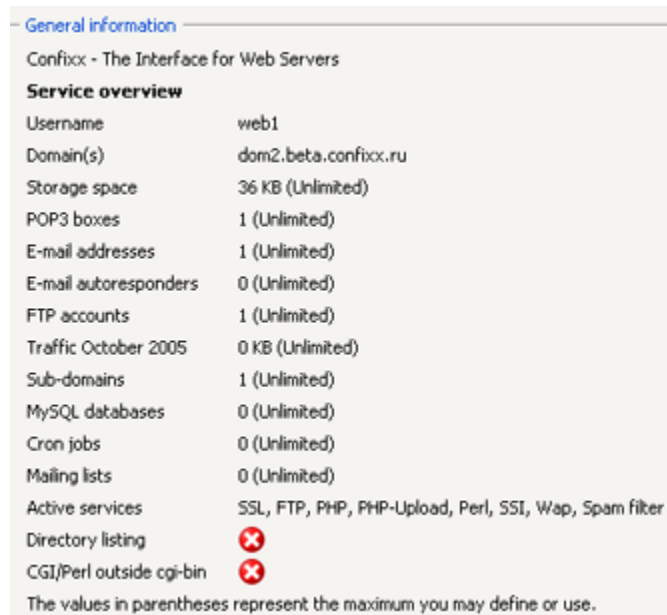 General information
Confixx - The Interface for Web Servers
Service overview
Username web1
Domain(s) dom2.beta.confixx.ru
Storage space 36 KB (Unlimited)
POP3 boxes 1 (Unlimited)
E-mail addresses 1 (Unlimited)
E-mail autoresponders 0 (Unlimited)
FTP accounts 1 (Unlimited)
Traffic October 2005 0 KB (Unlimited)
Sub-domains 1 (Unlimited)
MySQL databases 0 (Unlimited)
Cron jobs 0 (Unlimited)
Mailing lists 0 (Unlimited)
Active services SSL, FTP, PHP, PHP-Upload, Perl, SSI, Wap, Spam filter
Directory listing
CGI/Perl outside cgi-bin
The values in parentheses represent the maximum you may define or use.